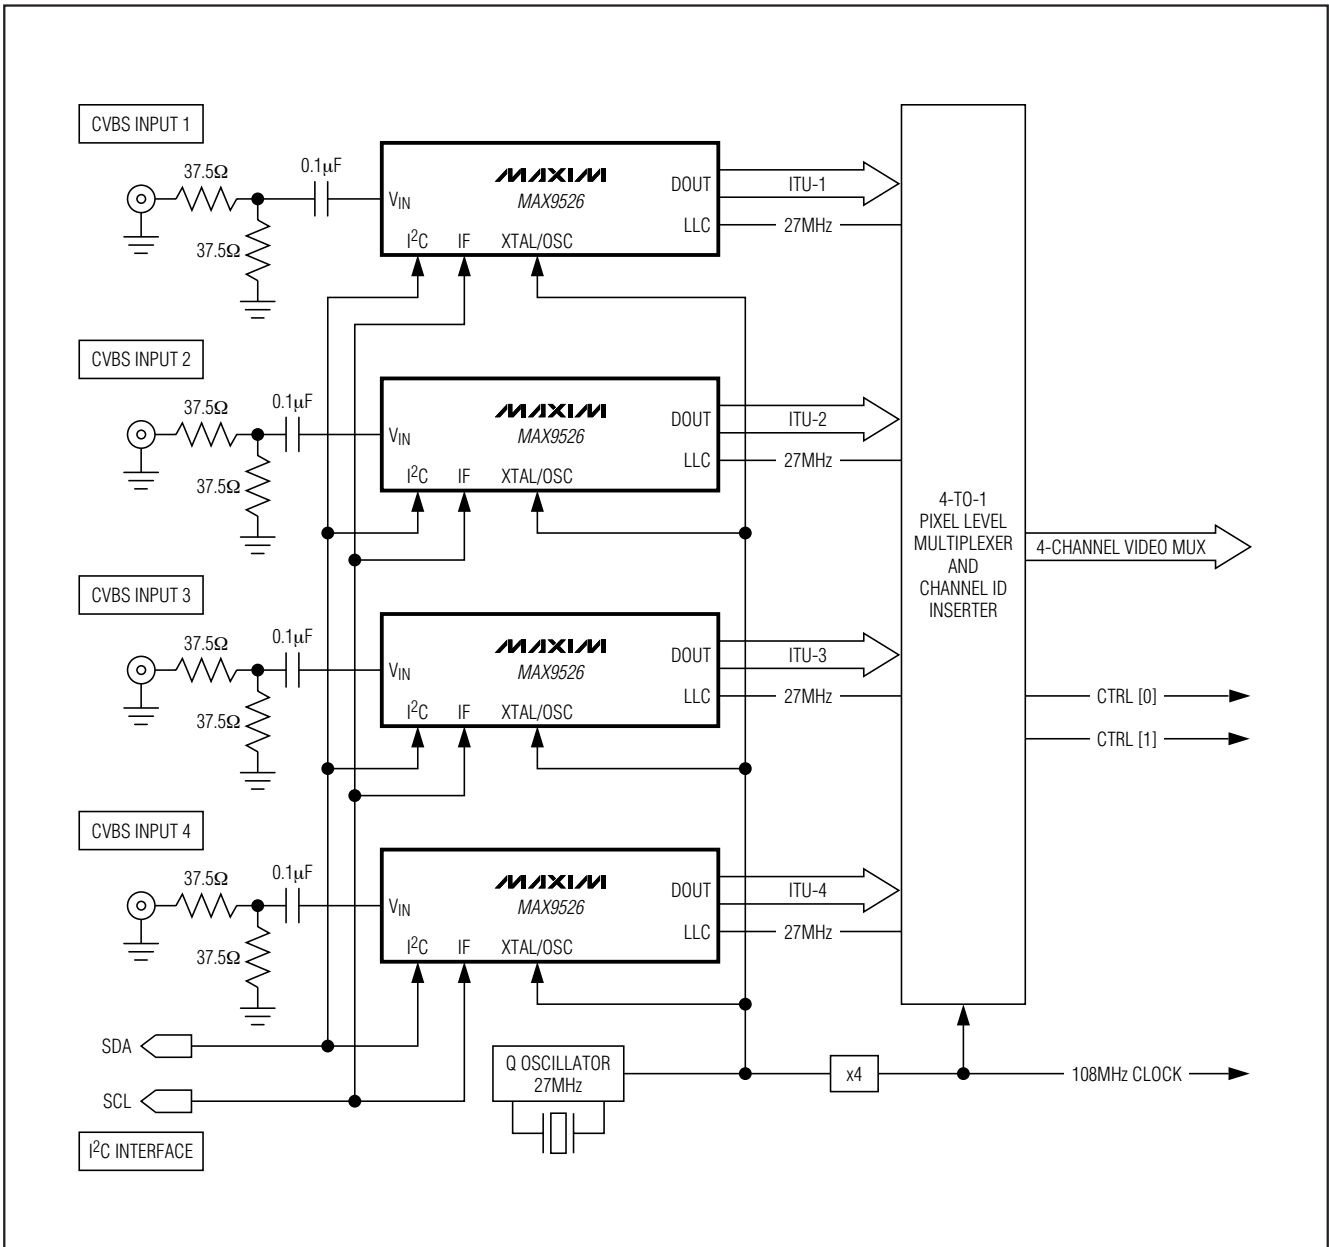 CVBS INPUT 1
37.5Ω
0.1µF
37.5Ω
VIN
MAXIM
MAX9526
DOUT
LLC
I2C IF XTAL/OSC
ITU-1
27MHz
CVBS INPUT 2
37.5Ω
0.1µF
37.5Ω
VIN
MAXIM
MAX9526
DOUT
LLC
I2C IF XTAL/OSC
ITU-2
27MHz
4-TO-1
PIXEL LEVEL
MULTIPLEXER
AND
CHANNEL ID
INSERTER
4-CHANNEL VIDEO MUX
CVBS INPUT 3
37.5Ω
0.1µF
37.5Ω
VIN
MAXIM
MAX9526
DOUT
LLC
I2C IF XTAL/OSC
ITU-3
27MHz
CTRL [0]
CTRL [1]
CVBS INPUT 4
37.5Ω
0.1µF
37.5Ω
VIN
MAXIM
MAX9526
DOUT
LLC
I2C IF XTAL/OSC
ITU-4
27MHz
SDA
SCL
I2C INTERFACE
Q OSCILLATOR
27MHz
x4
108MHz CLOCK